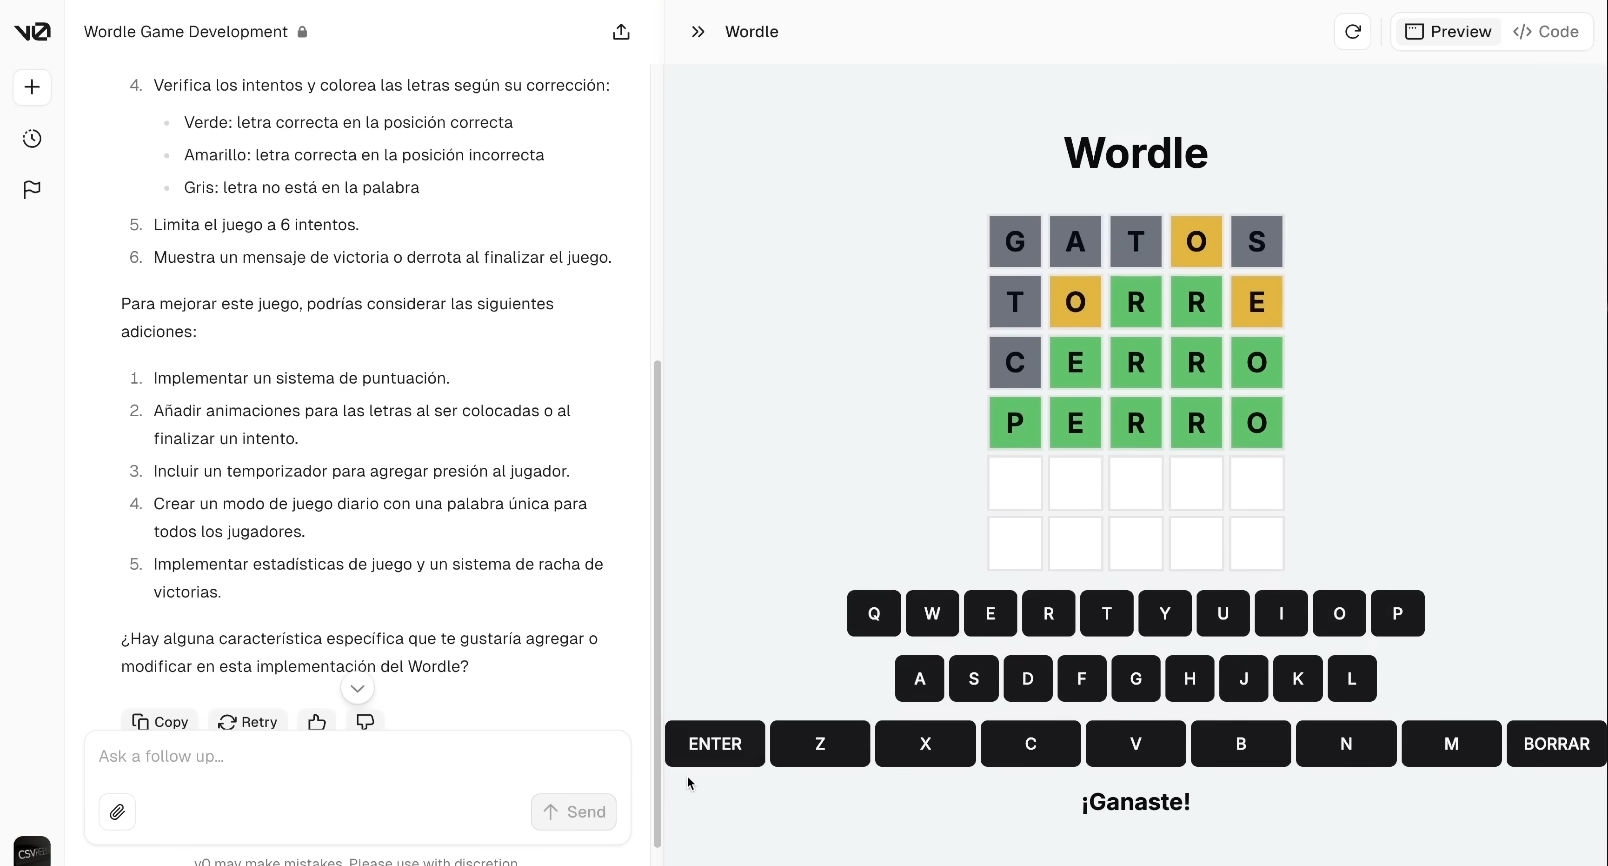 v0
Wordle Game Development
Wordle
Preview
</> Code
4. Verifica los intentos y colorea las letras según su corrección:
Verde: letra correcta en la posición correcta
Amarillo: letra correcta en la posición incorrecta
Gris: letra no está en la palabra
5. Limita el juego a 6 intentos.
6. Muestra un mensaje de victoria o derrota al finalizar el juego.
Para mejorar este juego, podrías considerar las siguientes
adiciones:
1. Implementar un sistema de puntuación.
2. Añadir animaciones para las letras al ser colocadas o al
finalizar un intento.
3. Incluir un temporizador para agregar presión al jugador.
4. Crear un modo de juego diario con una palabra única para
todos los jugadores.
5. Implementar estadísticas de juego y un sistema de racha de
victorias.
¿Hay alguna característica específica que te gustaría agregar o
modificar en esta implementación del Wordle?
Copy
Retry
Ask a follow up...
Send
v0 may make mistakes. Please use with discretion.
CSV
Wordle
G A T O S
T O R R E
C E R R O
P E R R O
Q W E R T Y U I O P
A S D F G H J K L
ENTER Z X C V B N M BORRAR
¡Ganaste!